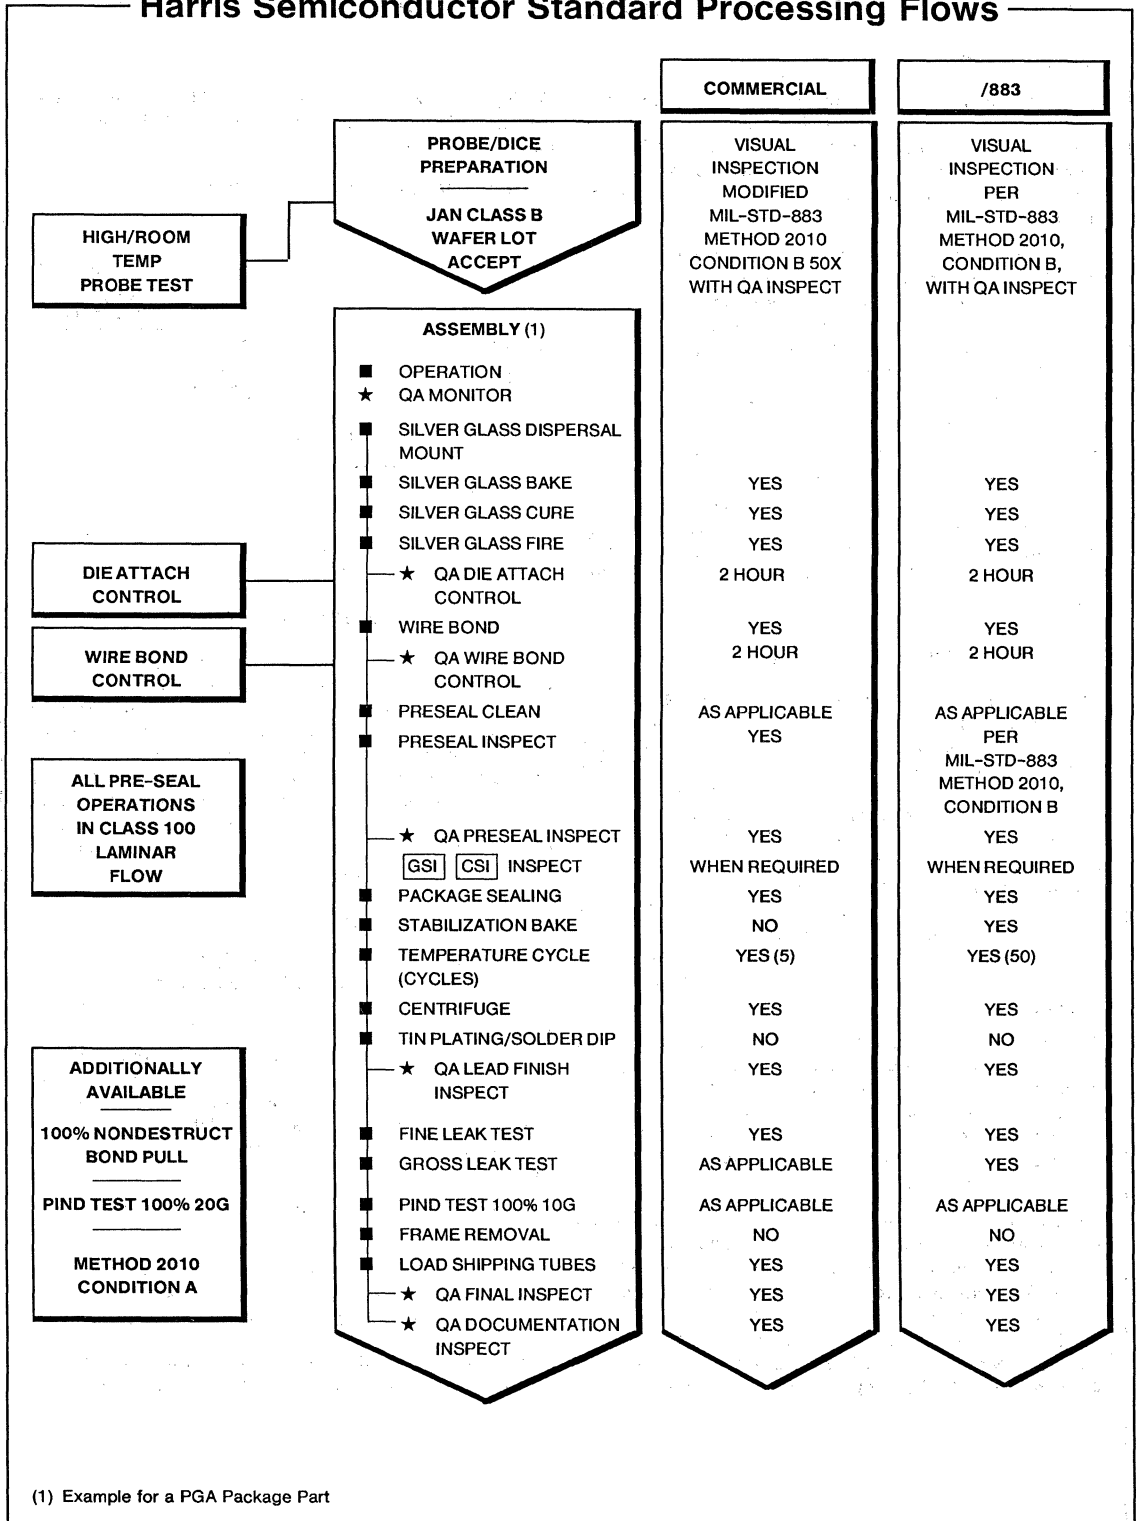 Harris Semiconductor Standard Processing Flows
COMMERCIAL
/883
PROBE/DICE
PREPARATION
JAN CLASS B
WAFER LOT
ACCEPT
VISUAL
INSPECTION
MODIFIED
MIL-STD-883
METHOD 2010
CONDITION B 50X
WITH QA INSPECT
VISUAL
INSPECTION
PER
MIL-STD-883
METHOD 2010,
CONDITION B,
WITH QA INSPECT
HIGH/ROOM
TEMP
PROBE TEST
ASSEMBLY (1)
■ OPERATION
★ QA MONITOR
■ SILVER GLASS DISPERSAL
MOUNT
■ SILVER GLASS BAKE YES YES
■ SILVER GLASS CURE YES YES
■ SILVER GLASS FIRE YES YES
DIE ATTACH
CONTROL
★ QA DIE ATTACH 2 HOUR 2 HOUR
CONTROL
■ WIRE BOND YES YES
WIRE BOND
CONTROL
★ QA WIRE BOND 2 HOUR 2 HOUR
CONTROL
■ PRESEAL CLEAN AS APPLICABLE AS APPLICABLE
■ PRESEAL INSPECT YES PER
MIL-STD-883
METHOD 2010,
CONDITION B
ALL PRE-SEAL
OPERATIONS
IN CLASS 100
LAMINAR
FLOW
★ QA PRESEAL INSPECT YES YES
GSI CSI INSPECT WHEN REQUIRED WHEN REQUIRED
■ PACKAGE SEALING YES YES
■ STABILIZATION BAKE NO YES
■ TEMPERATURE CYCLE YES (5) YES (50)
(CYCLES)
■ CENTRIFUGE YES YES
■ TIN PLATING/SOLDER DIP NO NO
★ QA LEAD FINISH YES YES
INSPECT
ADDITIONALLY
AVAILABLE
100% NONDESTRUCT
BOND PULL
PIND TEST 100% 20G
METHOD 2010
CONDITION A
■ FINE LEAK TEST YES YES
■ GROSS LEAK TEST AS APPLICABLE YES
■ PIND TEST 100% 10G AS APPLICABLE AS APPLICABLE
■ FRAME REMOVAL NO NO
■ LOAD SHIPPING TUBES YES YES
★ QA FINAL INSPECT YES YES
★ QA DOCUMENTATION YES YES
INSPECT
(1) Example for a PGA Package Part